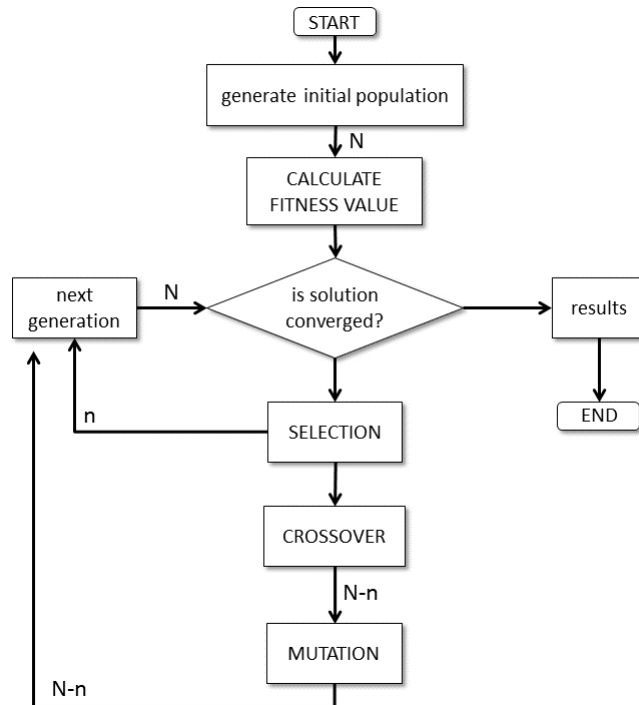 START
generate initial population
N
CALCULATE
FITNESS VALUE
next
generation
N
is solution
converged?
results
n
SELECTION
END
CROSSOVER
N-n
MUTATION
N-n